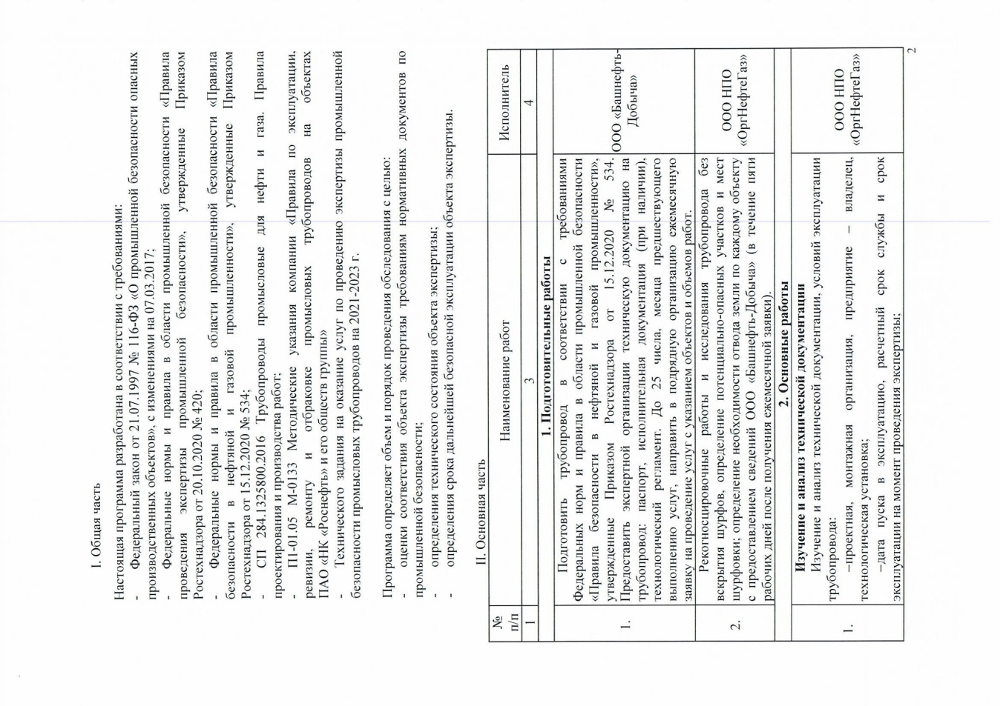 I. Общая часть
Настоящая программа разработана в соответствии с требованиями:
- Федеральный закон от 21.07.1997 № 116-ФЗ «О промышленной безопасности опасных
производственных объектов», с изменениями на 07.03.2017;
- Федеральные нормы и правила в области промышленной безопасности «Правила
проведения экспертизы промышленной безопасности», утвержденные Приказом
Ростехнадзора от 20.10.2020 № 420;
- Федеральные нормы и правила в области промышленной безопасности «Правила
безопасности в нефтяной и газовой промышленности», утвержденные Приказом
Ростехнадзора от 15.12.2020 № 534;
- СП 284.1325800.2016 Трубопроводы промысловые для нефти и газа. Правила
проектирования и производства работ;
- П1-01.05 М-0133 Методические указания компании «Правила по эксплуатации,
ревизии, ремонту и отбраковке промысловых трубопроводов на объектах
ПАО «НК «Роснефть» и его обществ группы»
- Технического задания на оказание услуг по проведению экспертизы промышленной
безопасности промысловых трубопроводов на 2021-2023 г.
Программа определяет объем и порядок проведения обследования с целью:
- оценки соответствия объекта экспертизы требованиям нормативных документов по
промышленной безопасности;
- определения технического состояния объекта экспертизы;
- определения срока дальнейшей безопасной эксплуатации объекта экспертизы.
II. Основная часть
№
п/п
Наименование работ
Исполнитель
1
3
4
1. Подготовительные работы
1.
Подготовить трубопровод в соответствии с требованиями
Федеральных норм и правил в области промышленной безопасности
«Правила безопасности в нефтяной и газовой промышленности»,
утвержденные Приказом Ростехнадзора от 15.12.2020 № 534.
Предоставить экспертной организации техническую документацию на
трубопровод: паспорт, исполнительная документация (при наличии),
технологический регламент. До 25 числа, месяца предшествующего
выполнению услуг, направить в подрядную организацию ежемесячную
заявку на проведение услуг с указанием объектов и объемов работ.
ООО «Башнефть-
Добыча»
2.
Рекогносцировочные работы и исследования трубопровода без
вскрытия шурфов, определение потенциально-опасных участков и мест
шурфовки; определение необходимости отвода земли по каждому объекту
с предоставлением сведений ООО «Башнефть-Добыча» (в течение пяти
рабочих дней после получения ежемесячной заявки).
ООО НПО
«ОргНефтеГаз»
2. Основные работы
1.
Изучение и анализ технической документации
Изучение и анализ технической документации, условий эксплуатации
трубопровода:
–проектная, монтажная организация, предприятие – владелец,
технологическая установка;
–дата пуска в эксплуатацию, расчетный срок службы и срок
эксплуатации на момент проведения экспертизы;
ООО НПО
«ОргНефтеГаз»
2